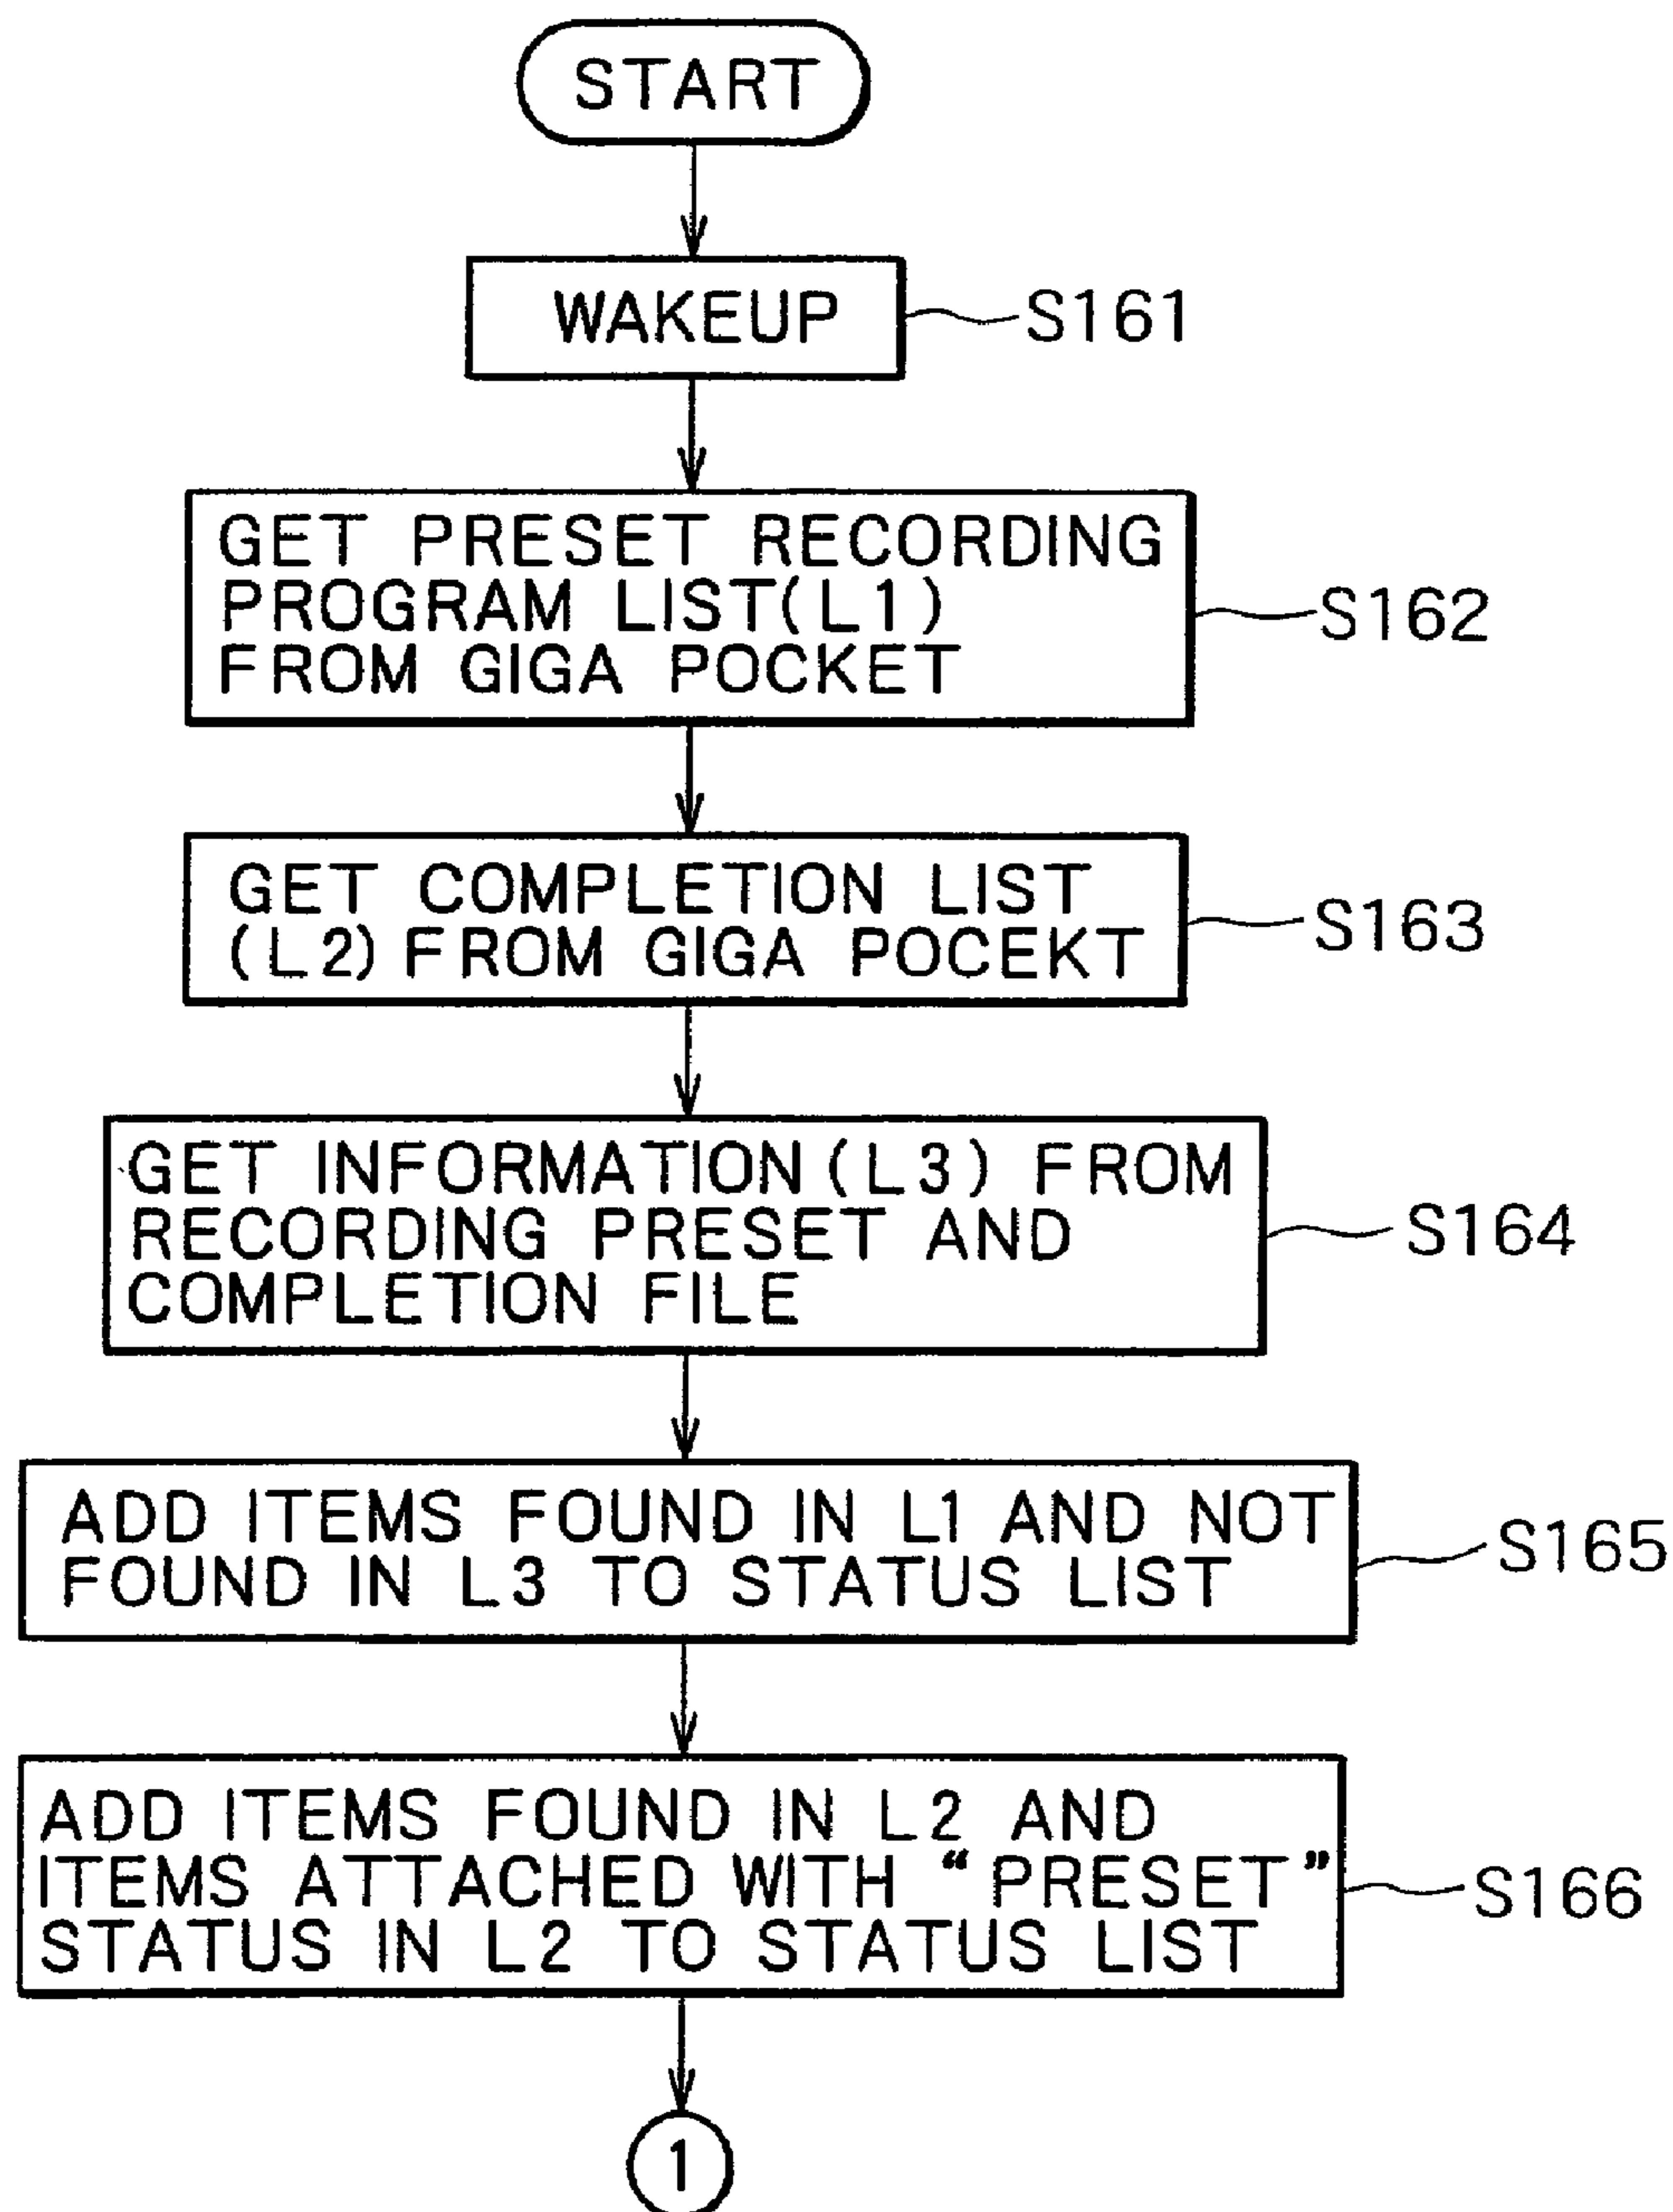 START
WAKEUP
S161
GET PRESET RECORDING
PROGRAM LIST(L1)
FROM GIGA POCKET
S162
GET COMPLETION LIST
(L2) FROM GIGA POCEKT
S163
GET INFORMATION(L3) FROM
RECORDING PRESET AND
COMPLETION FILE
S164
ADD ITEMS FOUND IN L1 AND NOT
FOUND IN L3 TO STATUS LIST
S165
ADD ITEMS FOUND IN L2 AND
ITEMS ATTACHED WITH “PRESET”
STATUS IN L2 TO STATUS LIST
S166
1